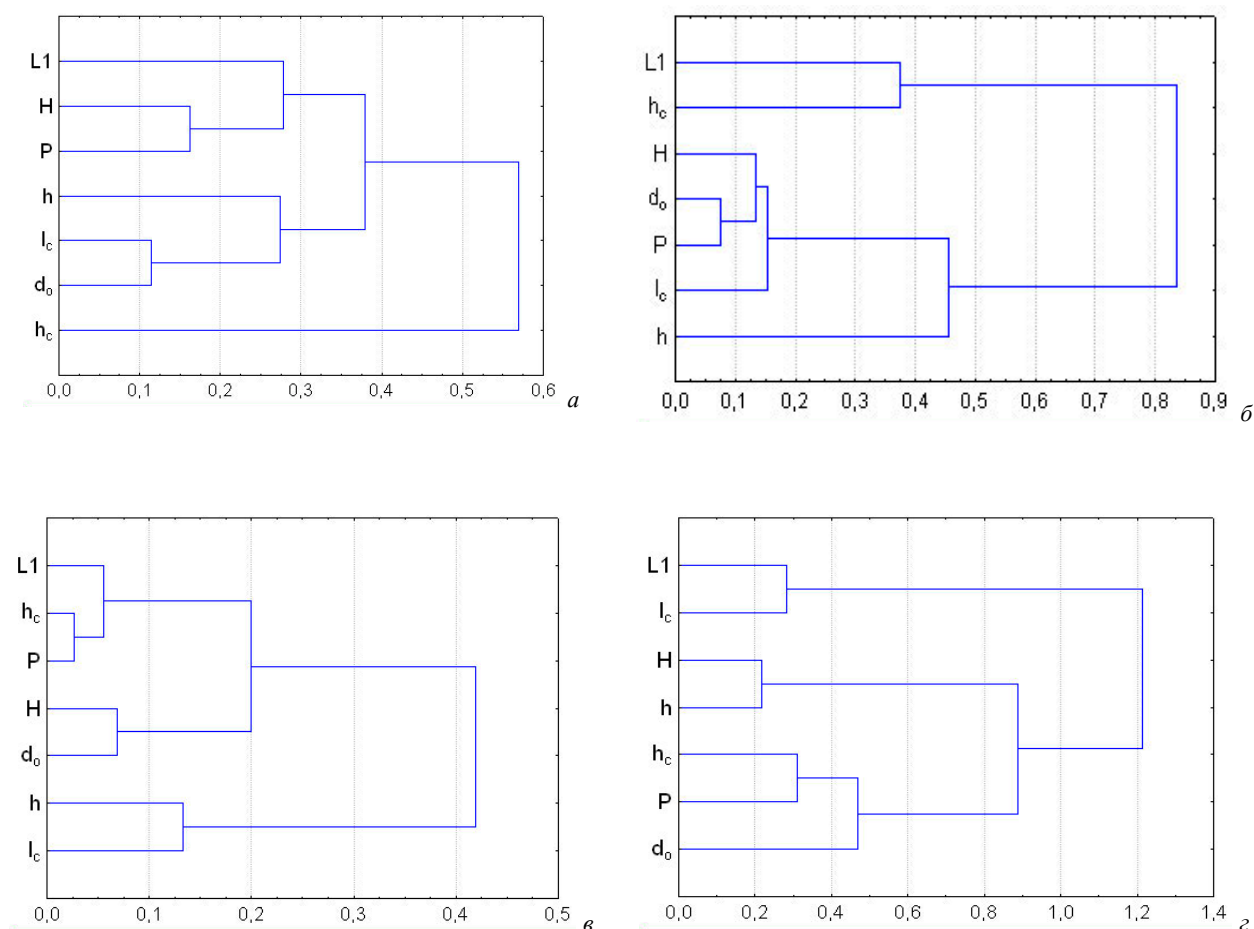 L1
H
P
h
lc
do
hc
0,0 0,1 0,2 0,3 0,4 0,5 0,6
а
L1
hc
H
do
P
lc
h
0,0 0,1 0,2 0,3 0,4 0,5 0,6 0,7 0,8 0,9
б
L1
hc
P
H
do
h
lc
0,0 0,1 0,2 0,3 0,4 0,5
в
L1
lc
H
h
hc
P
do
0,0 0,2 0,4 0,6 0,8 1,0 1,2 1,4
г